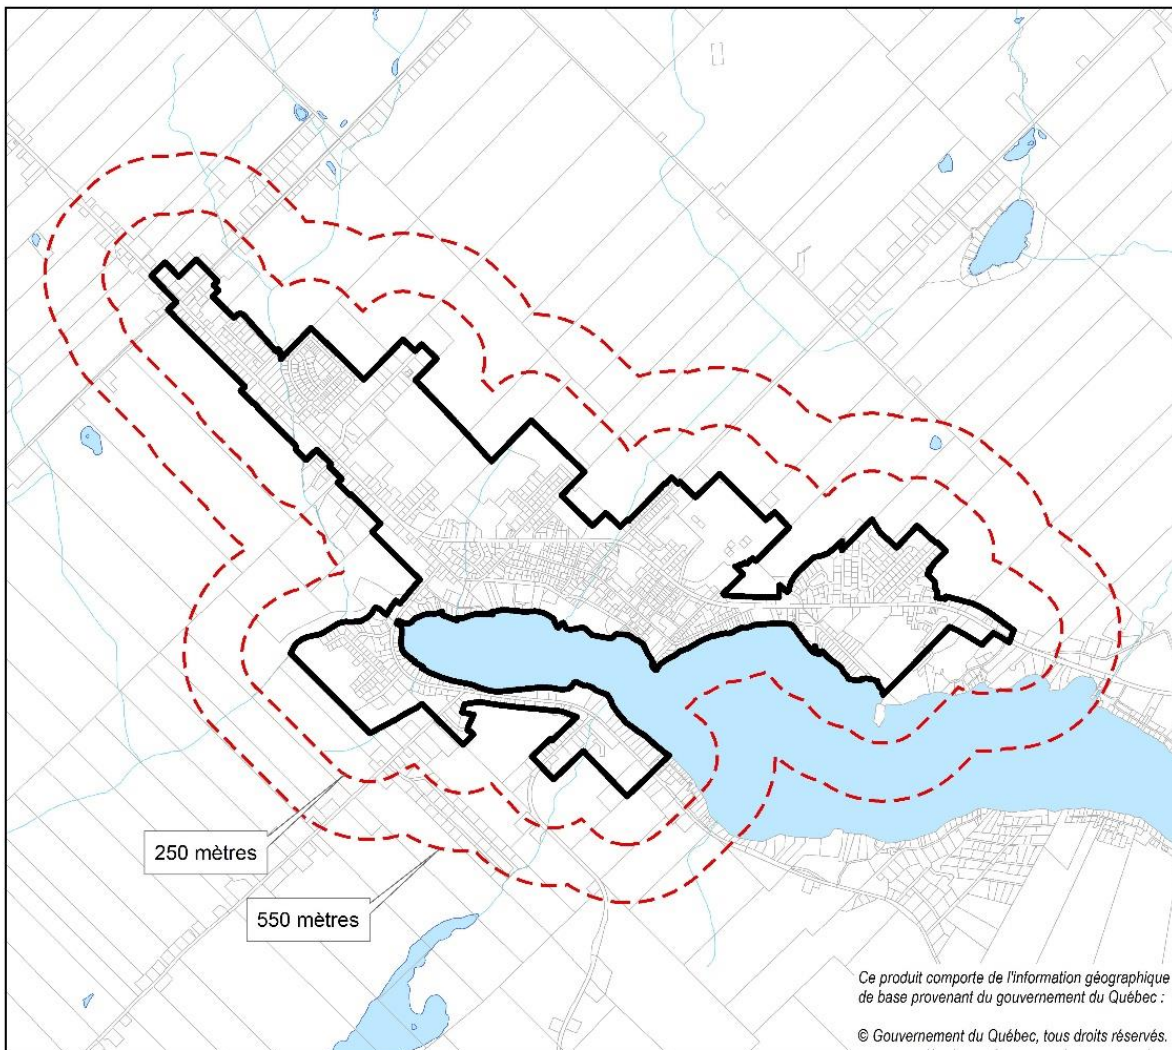 250 mètres
550 mètres
Ce produit comporte de l'information géographique
de base provenant du gouvernement du Québec :
© Gouvernement du Québec, tous droits réservés.